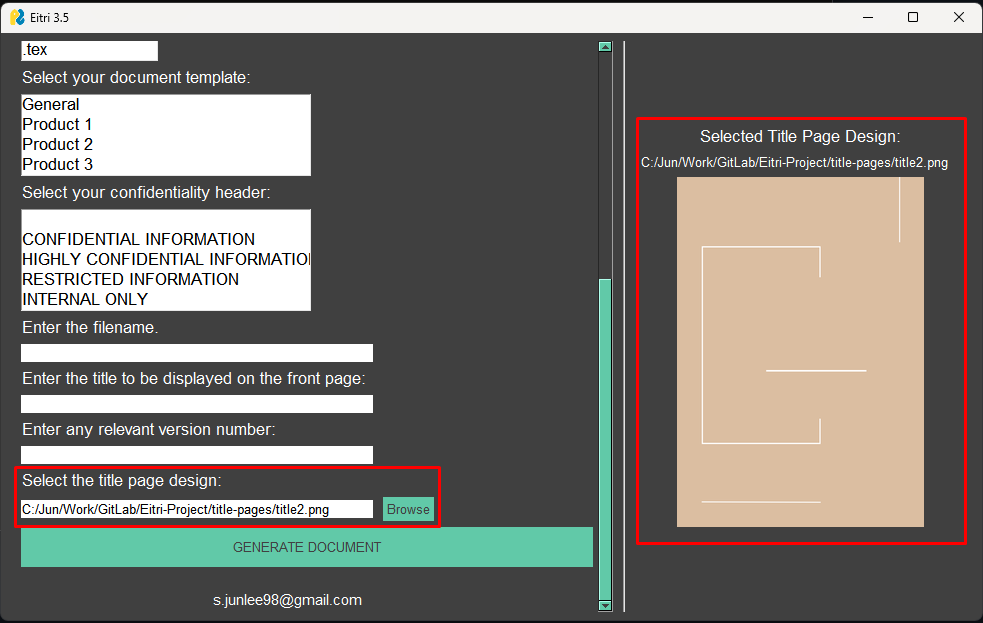 Eitri 3.5
.tex
Select your document template:
General
Product 1
Product 2
Product 3
Select your confidentiality header:
CONFIDENTIAL INFORMATION
HIGHLY CONFIDENTIAL INFORMATIO
RESTRICTED INFORMATION
INTERNAL ONLY
Enter the filename.
Enter the title to be displayed on the front page:
Enter any relevant version number:
Select the title page design:
C:/Jun/Work/GitLab/Eitri-Project/title-pages/title2.png
Browse
GENERATE DOCUMENT
s.junlee98@gmail.com
Selected Title Page Design:
C:/Jun/Work/GitLab/Eitri-Project/title-pages/title2.png